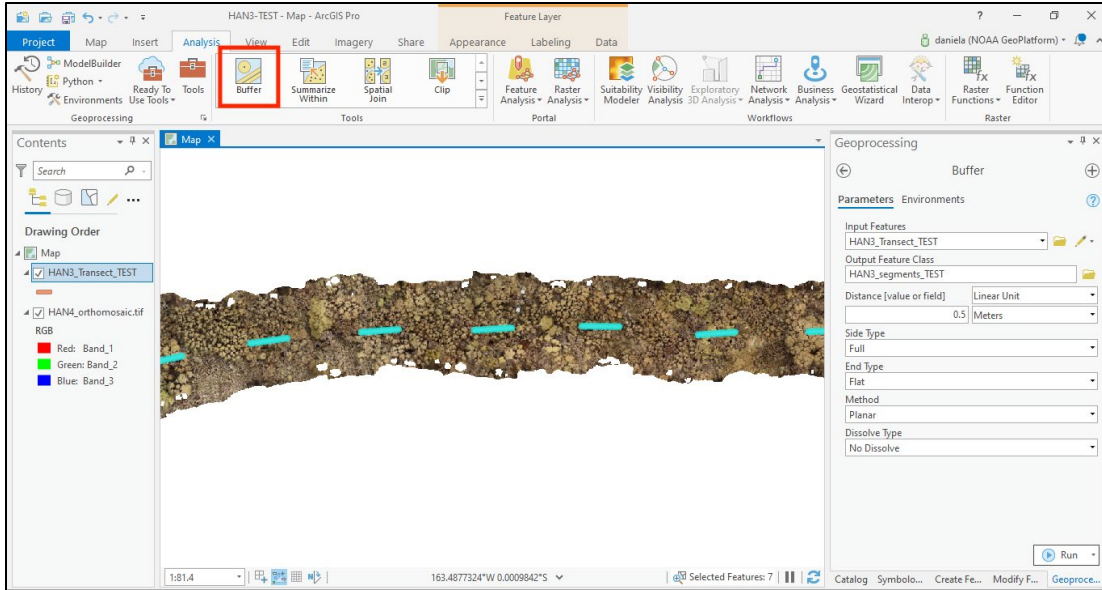 HAN3-TEST - Map - ArcGIS Pro
Feature Layer
?
Project Map Insert Analysis View Edit Imagery Share Appearance Labeling Data
daniela (NOAA GeoPlatform)
History
ModelBuilder
Python
Environments
Ready To Use Tools
Tools
Buffer
Summarize Within
Spatial Join
Clip
Feature Analysis
Raster Analysis
Suitability Modeler
Visibility Analysis
Exploratory 3D Analysis
Network Analysis
Business Analysis
Geostatistical Wizard
Data Interop
Raster Functions
Function Editor
Geoprocessing Tools Portal Workflows Raster
Contents
Search
Drawing Order
Map
HAN3_Transect_TEST
HAN4_orthomosaic.tif
RGB
Red: Band_1
Green: Band_2
Blue: Band_3
Map
1:81.4
163.4877324°W 0.0009842°S
Selected Features: 7
Geoprocessing
Buffer
Parameters Environments
Input Features
HAN3_Transect_TEST
Output Feature Class
HAN3_segments_TEST
Distance [value or field] Linear Unit
0.5 Meters
Side Type
Full
End Type
Flat
Method
Planar
Dissolve Type
No Dissolve
Run
Catalog Symbolo... Create Fe... Modify F... Geoproce...